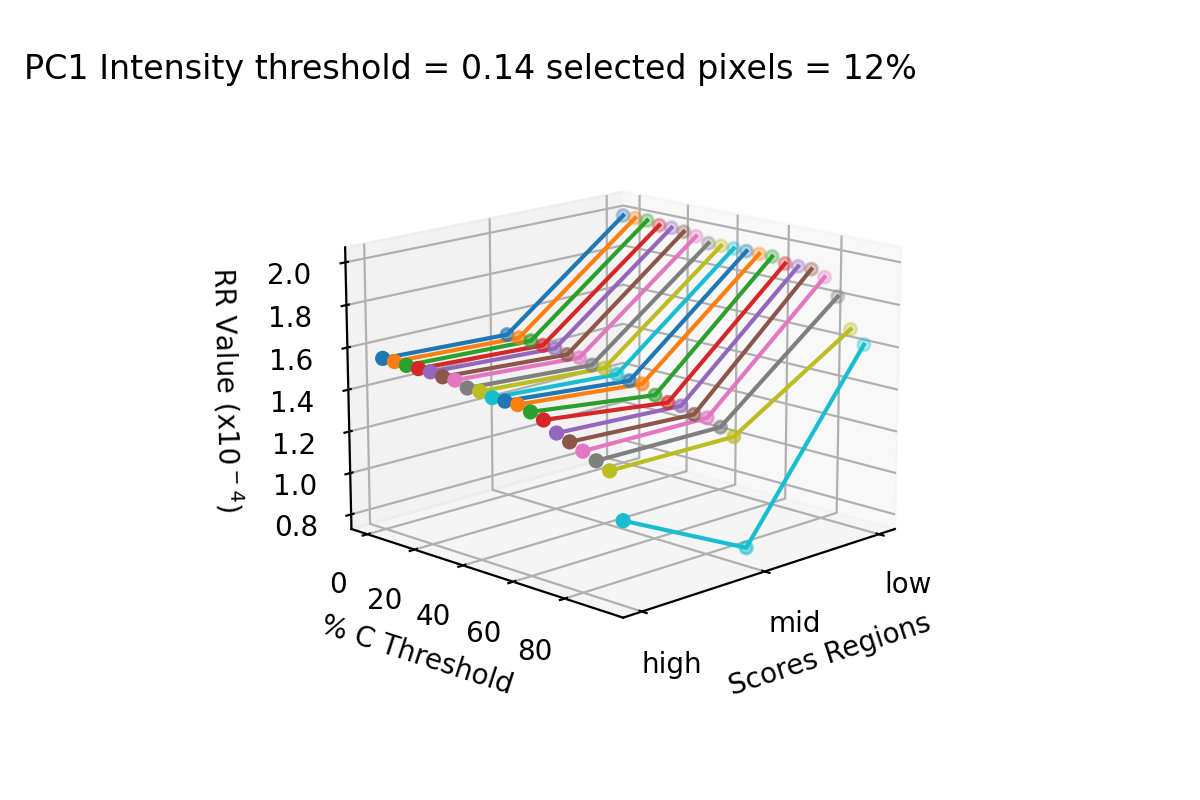 PC1 Intensity threshold = 0.14 selected pixels = 12%
RR Value (x10⁻⁴)
2.0
1.8
1.6
1.4
1.2
1.0
0.8
0
20
40
60
80
% C Threshold
high
mid
low
Scores Regions